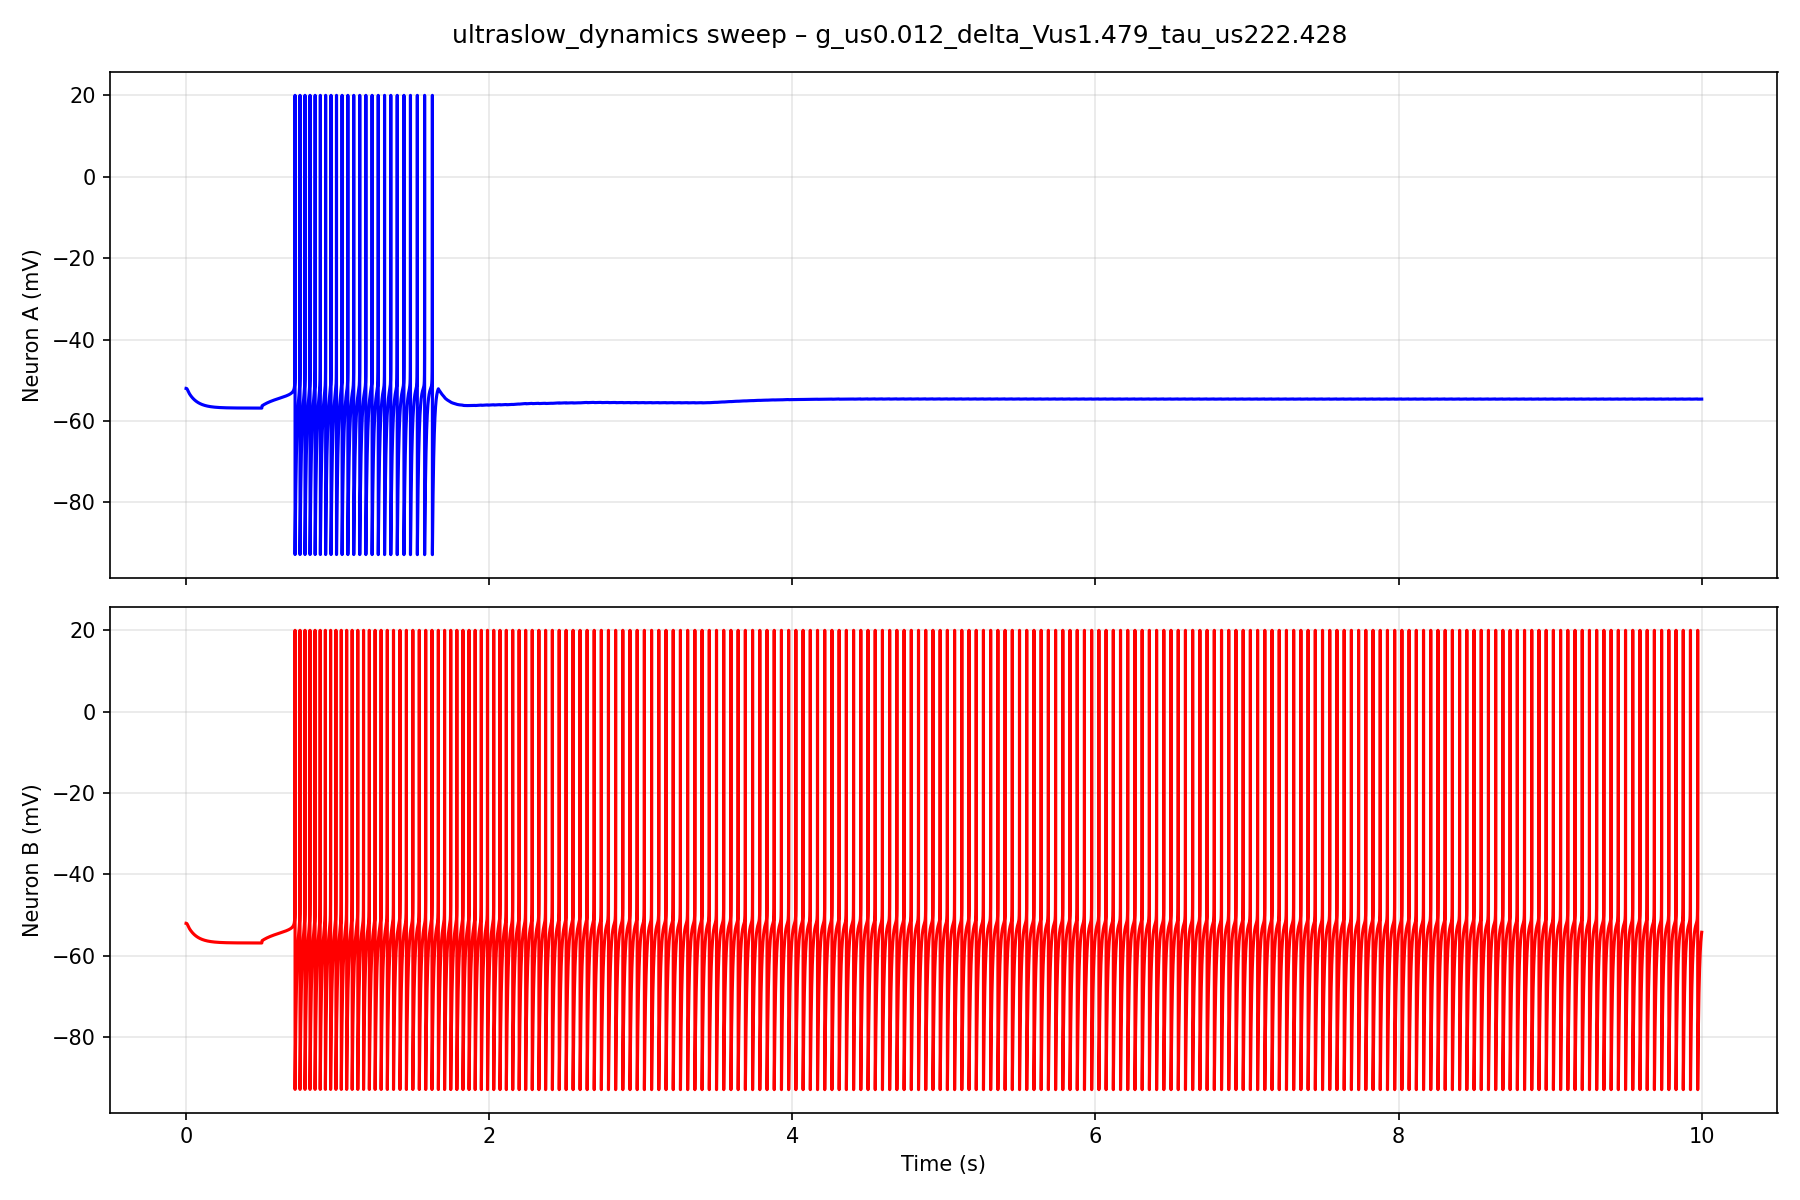 ultraslow_dynamics sweep – g_us0.012_delta_Vus1.479_tau_us222.428
20
0
−20
−40
−60
−80
Neuron A (mV)
20
0
−20
−40
−60
−80
Neuron B (mV)
0 2 4 6 8 10
Time (s)